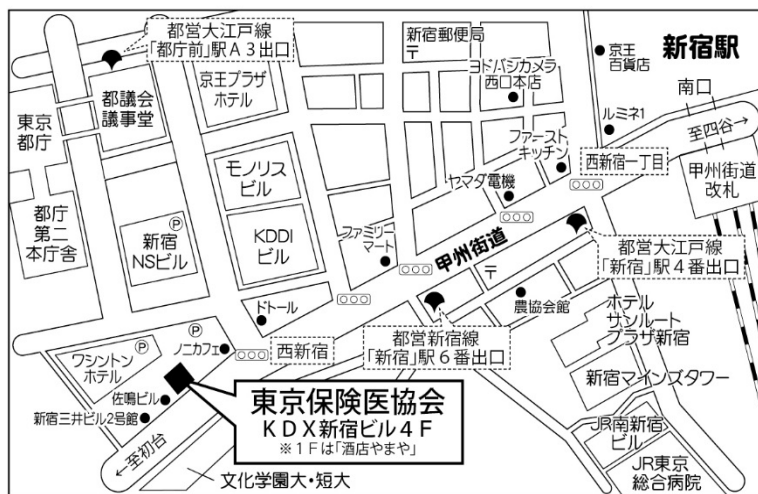 都営大江戸線
「都庁前」駅A3出口
新宿郵便局
〒
ヨドバシカメラ
西口本店
京王
百貨店
新宿駅
南口
ルミネ1
至四谷→
東京
都庁
都議会
議事堂
京王プラザ
ホテル
ファースト
キッチン
西新宿一丁目
甲州街道
改札
モノリス
ビル
ヤマダ電機
都庁
第二
本庁舎
P
新宿
NSビル
KDDI
ビル
ファミリー
マート
甲州街道
〒
都営大江戸線
「新宿」駅4番出口
農協会館
ドトール
ホテル
サンルート
プラザ新宿
P
P
ノニカフェ
西新宿
都営新宿線
「新宿」駅6番出口
ワシントン
ホテル
新宿マインズタワー
佐鳴ビル
新宿三井ビル2号館
東京保険医協会
KDX新宿ビル4F
※1Fは「酒店やまや」
JR南新宿
ビル
←至初台
文化学園大・短大
JR東京
総合病院